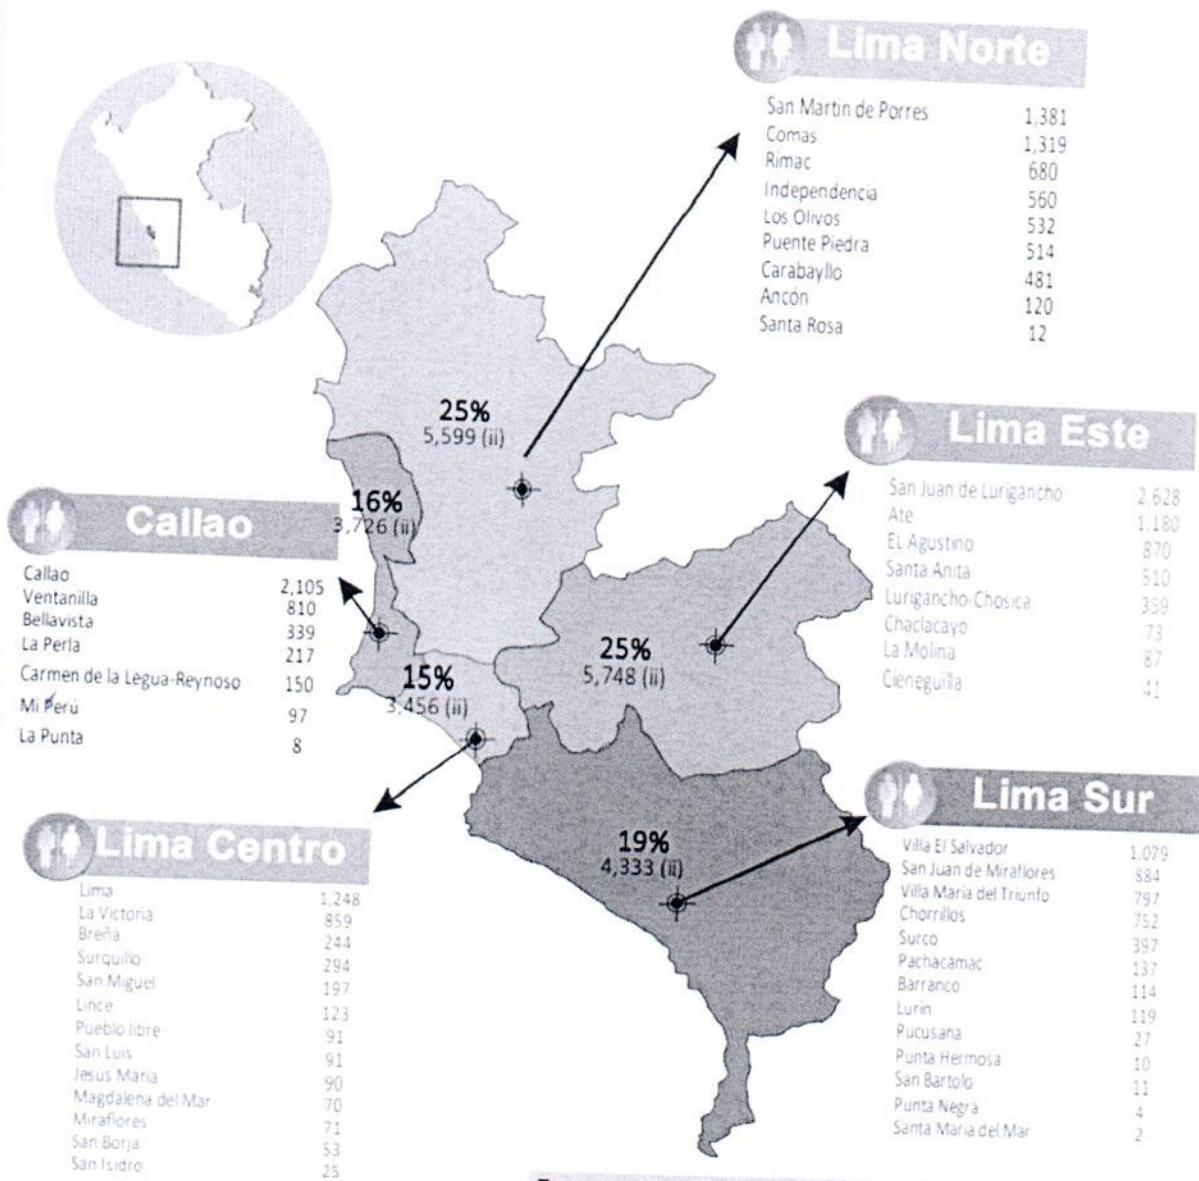 Lima Norte
San Martin de Porres 1,381
Comas 1,319
Rimac 680
Independencia 560
Los Olivos 532
Puente Piedra 514
Carabayllo 481
Ancón 120
Santa Rosa 12
25%
5,599 (ii)
Lima Este
San Juan de Lurigancho 2,628
Ate 1,180
EL Agustino 870
Santa Anita 510
Lurigancho-Chosica 359
Chaclacayo 73
La Molina 87
Cieneguilla 41
16%
3,726 (ii)
Callao
Callao 2,105
Ventanilla 810
Bellavista 339
La Perla 217
Carmen de la Legua-Reynoso 150
Mi Perú 97
La Punta 8
25%
5,748 (ii)
15%
3,456 (ii)
Lima Sur
Villa El Salvador 1,079
San Juan de Miraflores 884
Villa Maria del Triunfo 797
Chorrillos 752
Surco 397
Pachacamac 137
Barranco 114
Lurin 119
Pucusana 27
Punta Hermosa 10
San Bartolo 11
Punta Negra 4
Santa Maria del Mar 2
19%
4,333 (ii)
Lima Centro
Lima 1,248
La Victoria 859
Breña 244
Surquillo 294
San Miguel 197
Lince 123
Pueblo libre 91
San Luis 91
Jesus Maria 90
Magdalena del Mar 70
Miraflores 71
San Borja 53
San Isidro 25